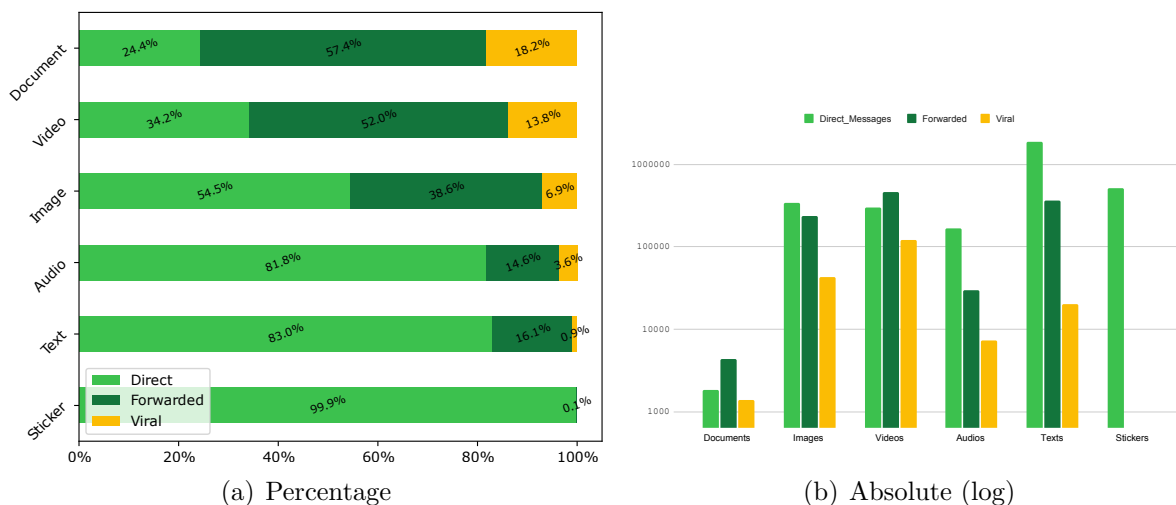 Document 24.4% 57.4% 18.2%
Video 34.2% 52.0% 13.8%
Image 54.5% 38.6% 6.9%
Audio 81.8% 14.6% 3.6%
Text 83.0% 16.1% 0.9%
Sticker 99.9% 0.1%
Direct
Forwarded
Viral
0% 20% 40% 60% 80% 100%
(a) Percentage
Direct_Messages Forwarded Viral
1000000
100000
10000
1000
Documents Images Videos Audios Texts Stickers
(b) Absolute (log)